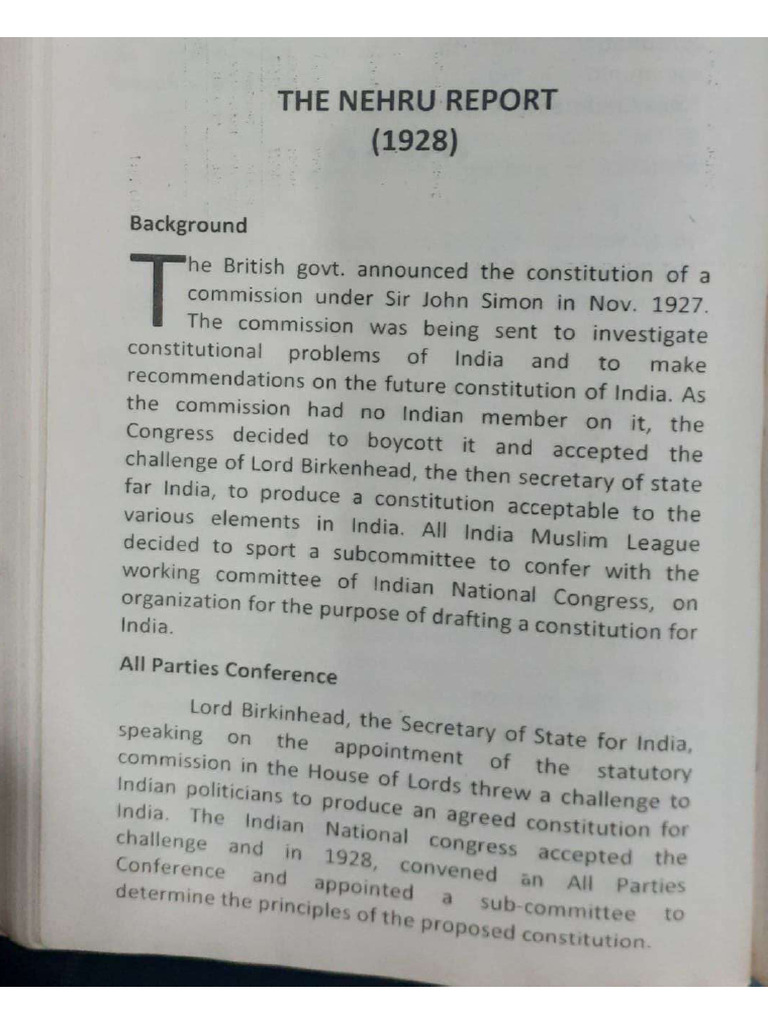 THE NEHRU REPORT
(1928)
Background
The British govt. announced the constitution of a
commission under Sir John Simon in Nov. 1927.
The commission was being sent to investigate
constitutional problems of India and to make
recommendations on the future constitution of India. As
the commission had no Indian member on it, the
Congress decided to boycott it and accepted the
challenge of Lord Birkenhead, the then secretary of state
far India, to produce a constitution acceptable to the
various elements in India. All India Muslim League
decided to sport a subcommittee to confer with the
working committee of Indian National Congress, on
organization for the purpose of drafting a constitution for
India.
All Parties Conference
Lord Birkinhead, the Secretary of State for India,
speaking on the appointment of the statutory
commission in the House of Lords threw a challenge to
Indian politicians to produce an agreed constitution for
India. The Indian National congress accepted the
challenge and in 1928, convened an All Parties
Conference and appointed a sub-committee to
determine the principles of the proposed constitution.